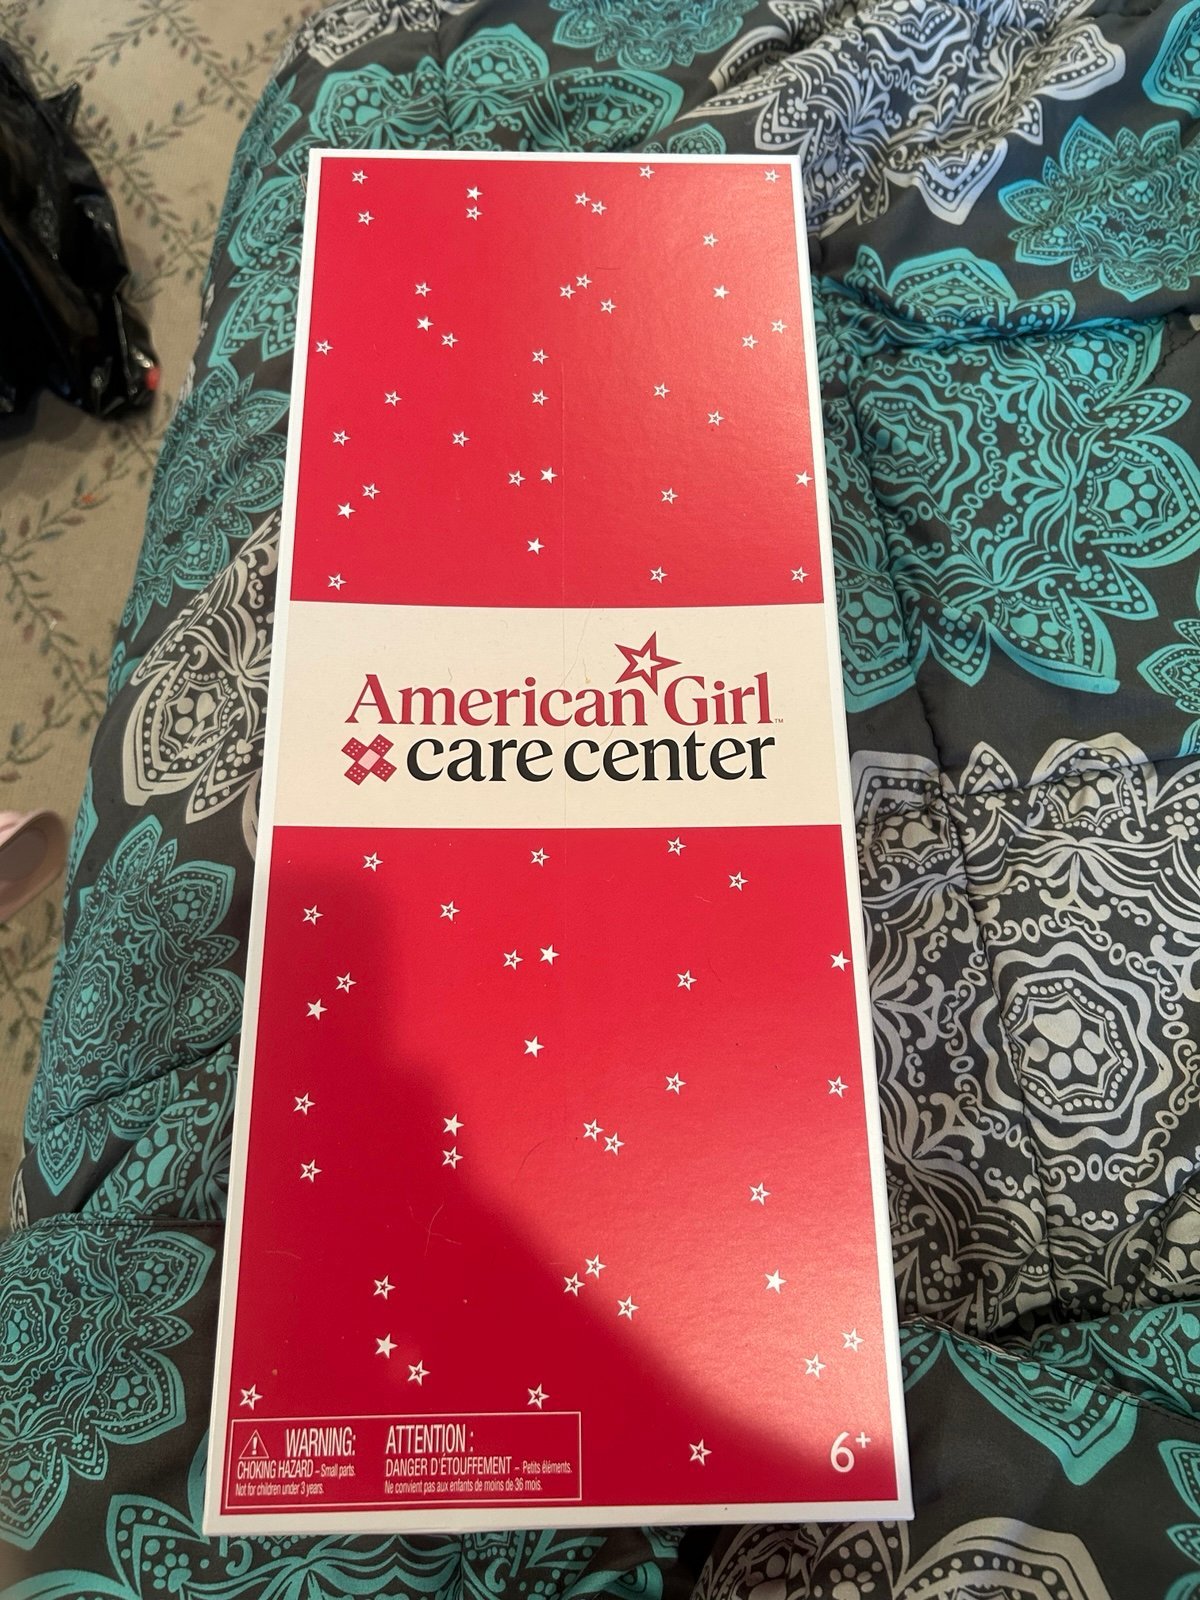 American Girl™
care center
WARNING:
CHOKING HAZARD – Small parts.
Not for children under 3 years.
ATTENTION :
DANGER D'ÉTOUFFEMENT – Petits éléments.
Ne convient pas aux enfants de moins de 36 mois.
6+